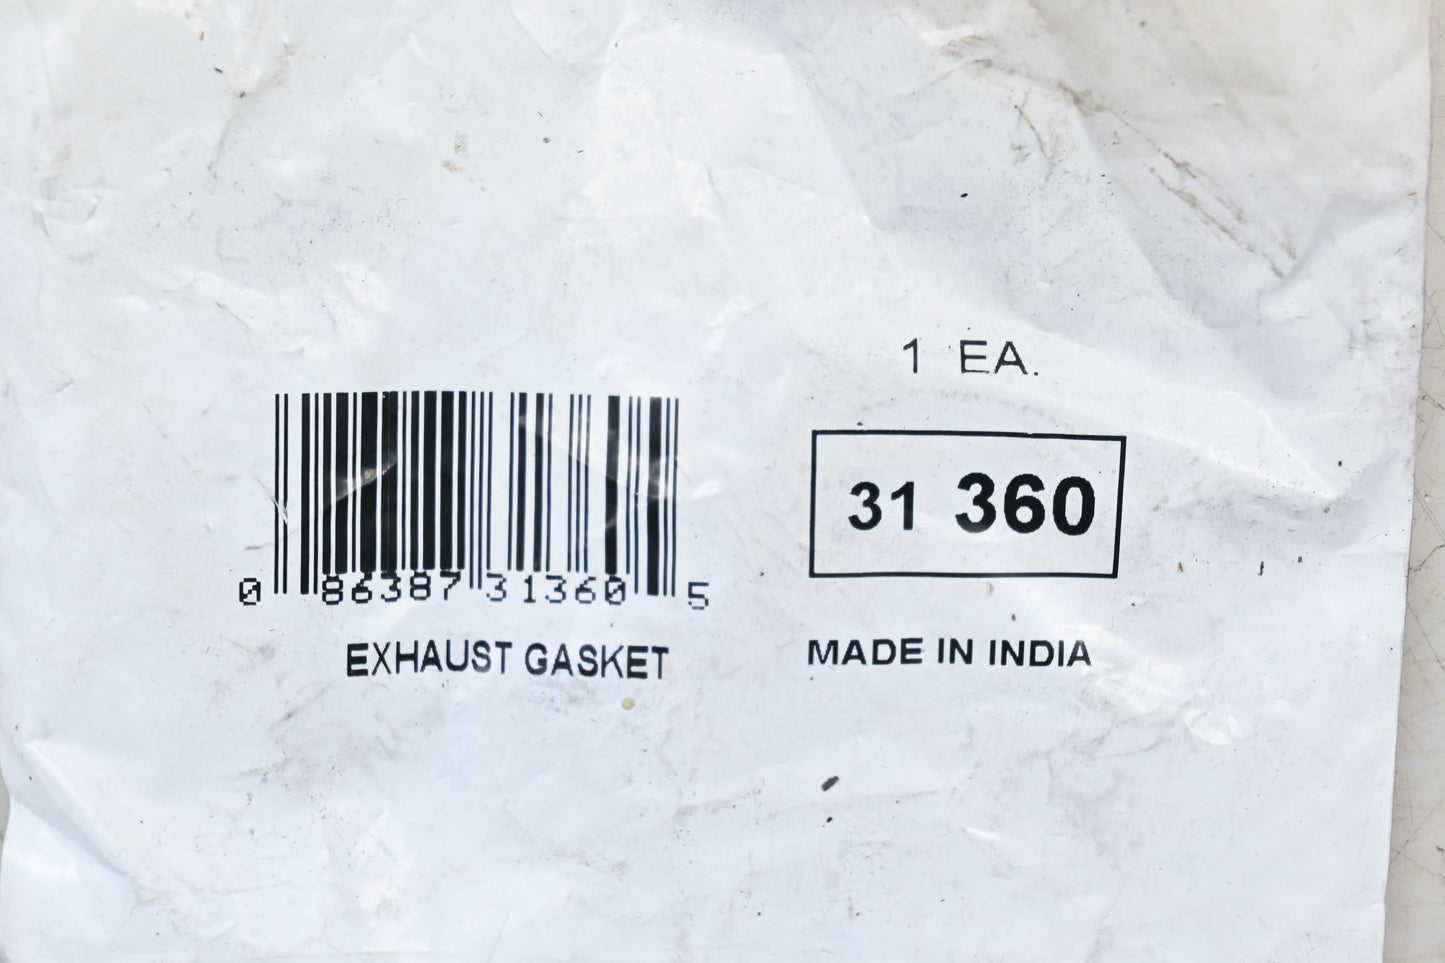 1 EA.
31 360
0 86387 31360 5
EXHAUST GASKET
MADE IN INDIA